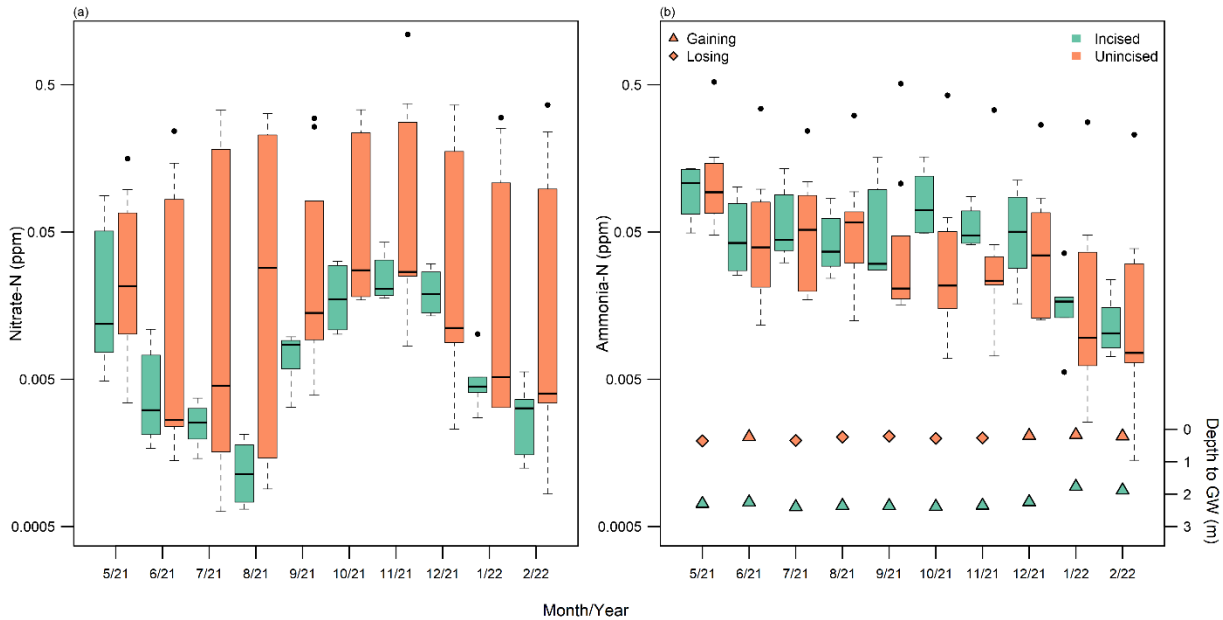 (a)
Nitrate-N (ppm)
0.5
0.05
0.005
0.0005
5/21 6/21 7/21 8/21 9/21 10/21 11/21 12/21 1/22 2/22
(b)
Gaining
Losing
Incised
Unincised
Ammonia-N (ppm)
0.5
0.05
0.005
0.0005
0
1
2
3
Depth to GW (m)
5/21 6/21 7/21 8/21 9/21 10/21 11/21 12/21 1/22 2/22
Month/Year